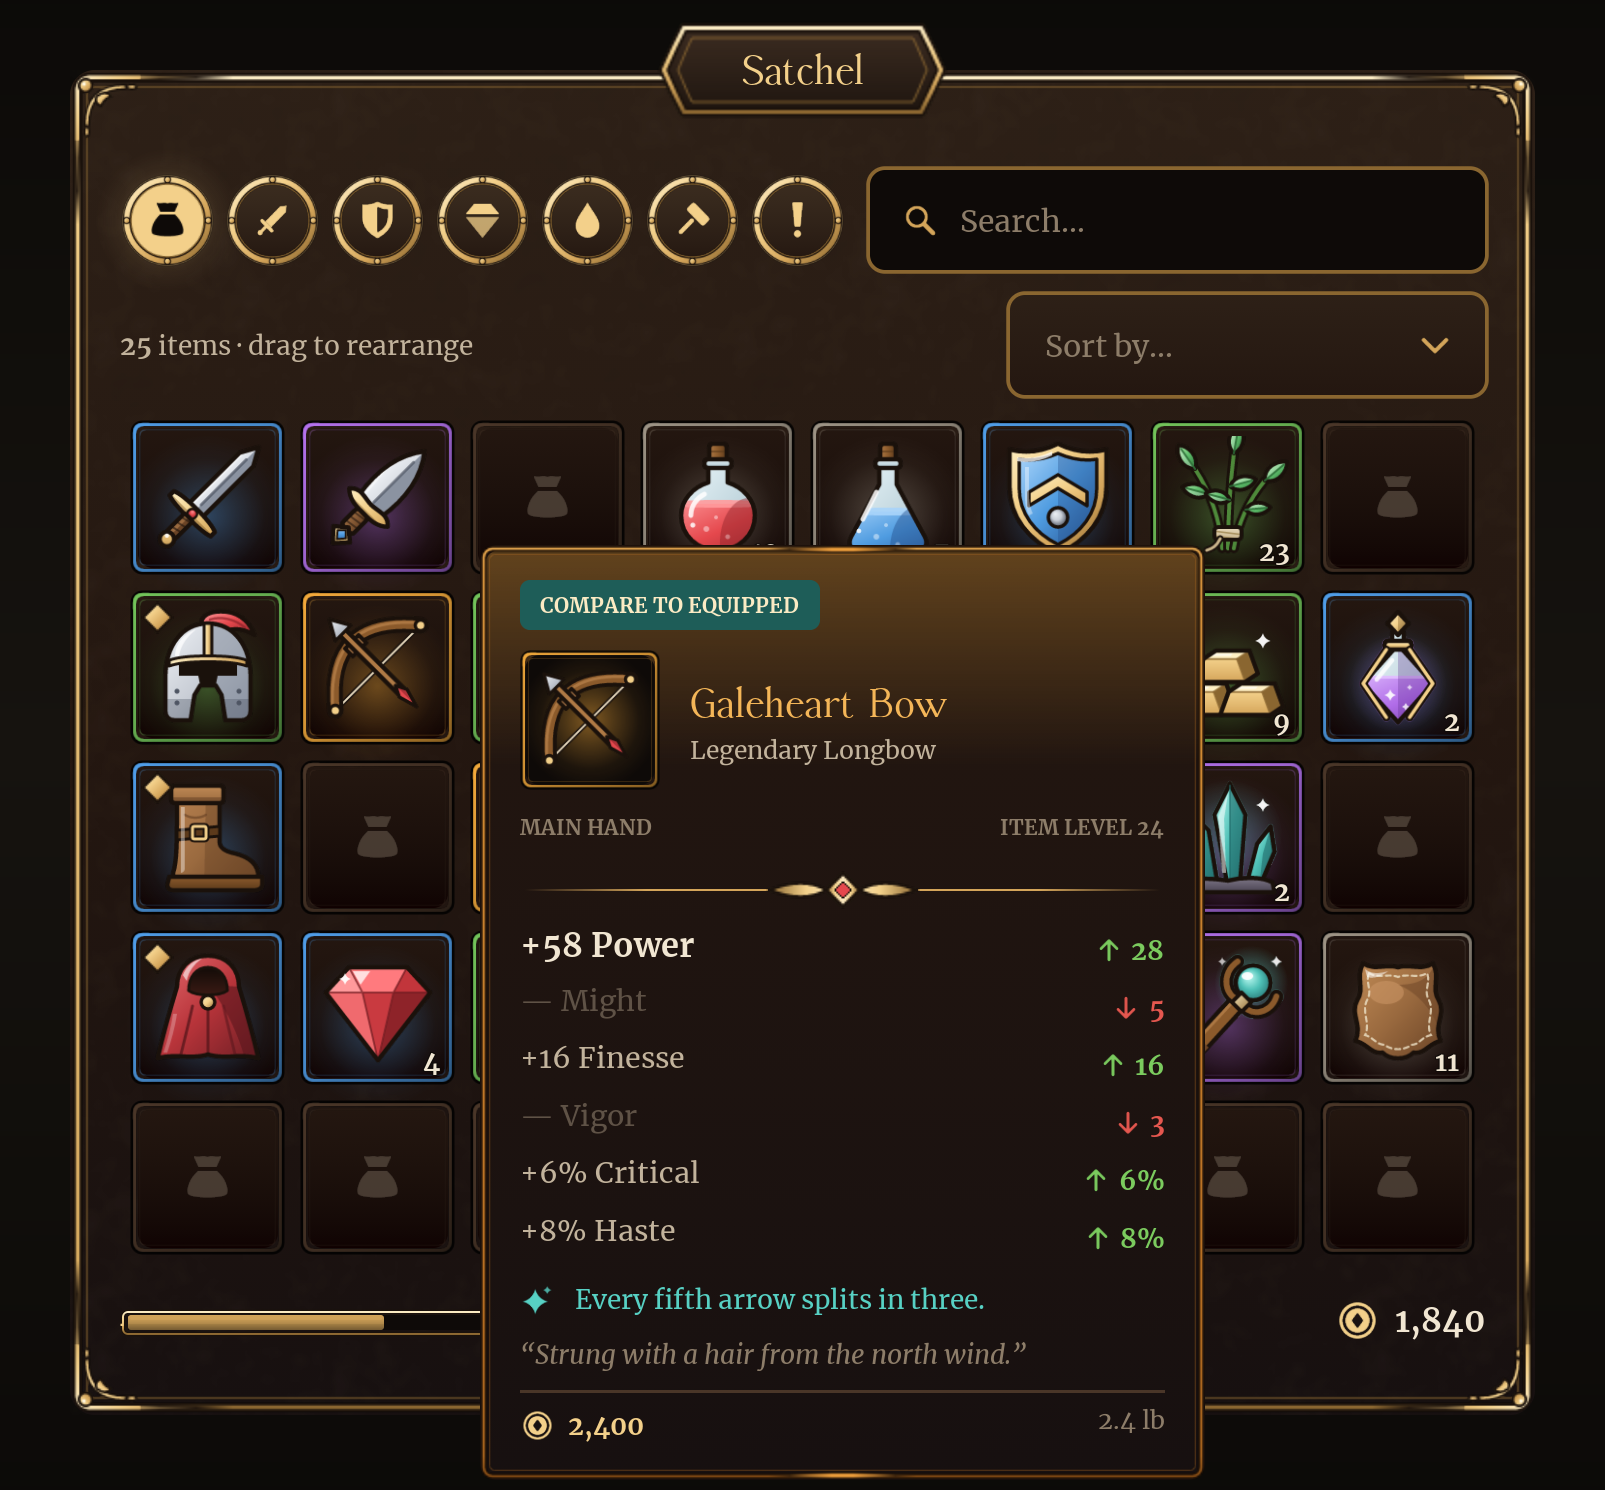 Satchel
Search...
25 items · drag to rearrange
Sort by...
23
9
2
2
4
11
COMPARE TO EQUIPPED
Galeheart Bow
Legendary Longbow
MAIN HAND
ITEM LEVEL 24
+58 Power
28
— Might
5
+16 Finesse
16
— Vigor
3
+6% Critical
6%
+8% Haste
8%
Every fifth arrow splits in three.
“Strung with a hair from the north wind.”
2,400
2.4 lb
1,840